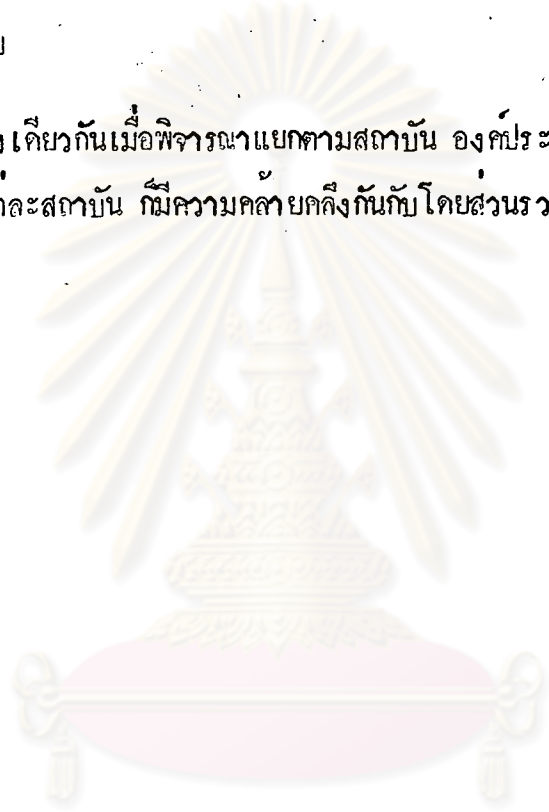 เดียวกันเมื่อพิจารณาแยกตามสถาบัน องค์ประ
ละสถาบัน ก็มีความคล้ายคลึงกันกับโดยส่วนรว